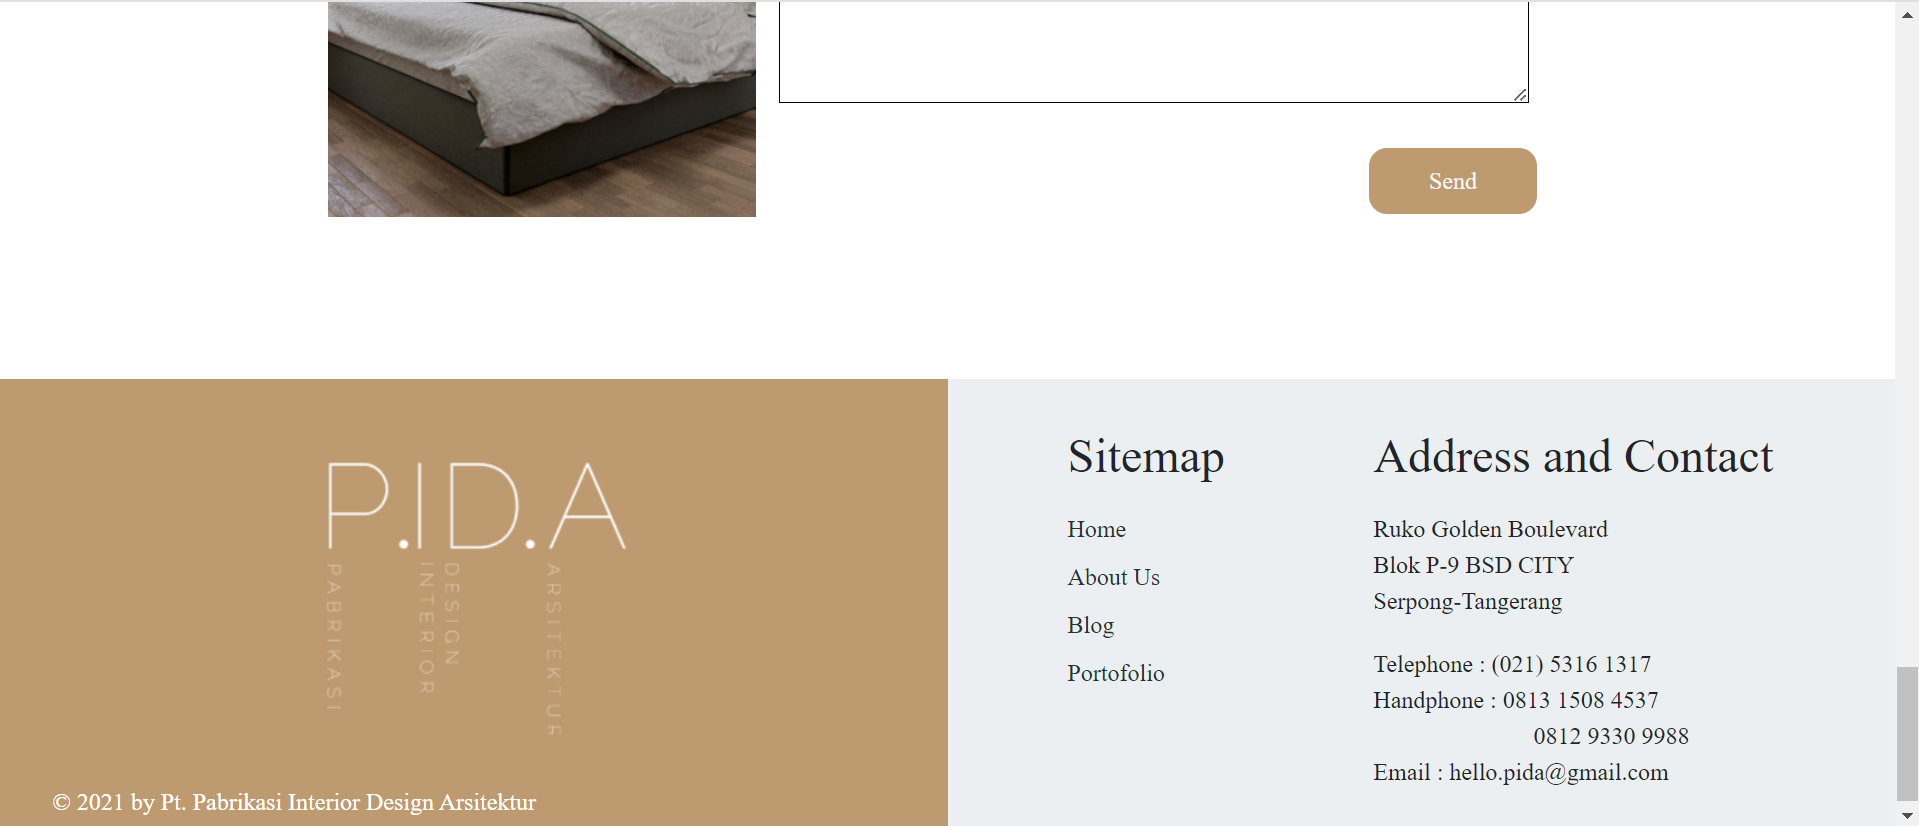 Send
P.ID.A
PABRIKASI
INTERIOR
DESIGN
ARSITEKTUR
© 2021 by Pt. Pabrikasi Interior Design Arsitektur
Sitemap
Home
About Us
Blog
Portofolio
Address and Contact
Ruko Golden Boulevard
Blok P-9 BSD CITY
Serpong-Tangerang
Telephone : (021) 5316 1317
Handphone : 0813 1508 4537
0812 9330 9988
Email : hello.pida@gmail.com